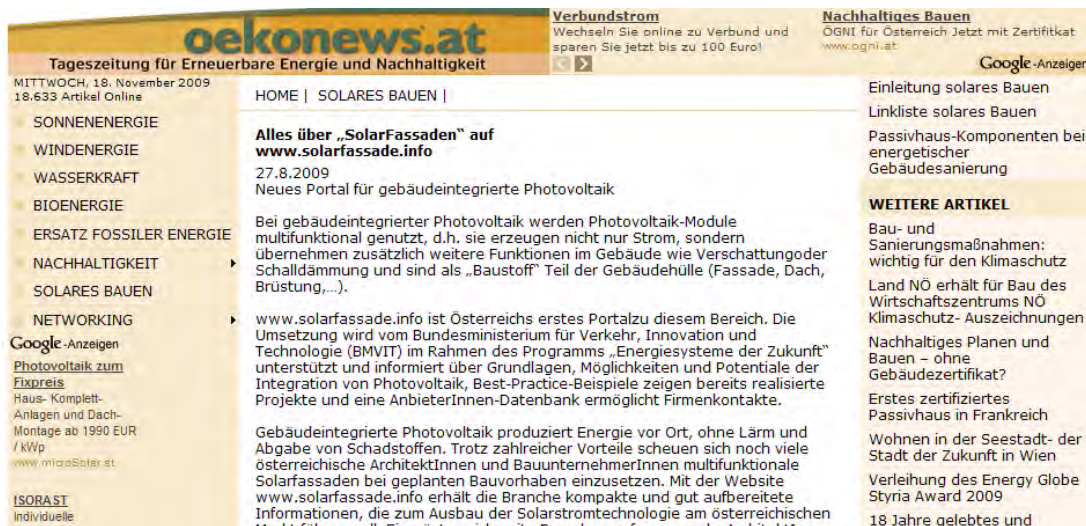 oekonews.at
Tageszeitung für Erneuerbare Energie und Nachhaltigkeit
Verbundstrom
Wechseln Sie online zu Verbund und
sparen Sie jetzt bis zu 100 Euro!
Nachhaltiges Bauen
ÖGNI für Österreich Jetzt mit Zertifitkat
www.ogni.at
Google-Anzeigen
MITTWOCH, 18. November 2009
18.633 Artikel Online
SONNENENERGIE
WINDENERGIE
WASSERKRAFT
BIOENERGIE
ERSATZ FOSSILER ENERGIE
NACHHALTIGKEIT
SOLARES BAUEN
NETWORKING
Google-Anzeigen
Photovoltaik zum
Fixpreis
Haus- Komplett-
Anlagen und Dach-
Montage ab 1990 EUR
/ kWp
www.microSolar.at
ISORAST
Individuelle
HOME | SOLARES BAUEN |
Alles über „SolarFassaden" auf
www.solarfassade.info
27.8.2009
Neues Portal für gebäudeintegrierte Photovoltaik
Bei gebäudeintegrierter Photovoltaik werden Photovoltaik-Module
multifunktional genutzt, d.h. sie erzeugen nicht nur Strom, sondern
übernehmen zusätzlich weitere Funktionen im Gebäude wie Verschattungoder
Schalldämmung und sind als „Baustoff" Teil der Gebäudehülle (Fassade, Dach,
Brüstung,...).
www.solarfassade.info ist Österreichs erstes Portalzu diesem Bereich. Die
Umsetzung wird vom Bundesministerium für Verkehr, Innovation und
Technologie (BMVIT) im Rahmen des Programms „Energiesysteme der Zukunft"
unterstützt und informiert über Grundlagen, Möglichkeiten und Potentiale der
Integration von Photovoltaik, Best-Practice-Beispiele zeigen bereits realisierte
Projekte und eine AnbieterInnen-Datenbank ermöglicht Firmenkontakte.
Gebäudeintegrierte Photovoltaik produziert Energie vor Ort, ohne Lärm und
Abgabe von Schadstoffen. Trotz zahlreicher Vorteile scheuen sich noch viele
österreichische ArchitektInnen und BauunternehmerInnen multifunktionale
Solarfassaden bei geplanten Bauvorhaben einzusetzen. Mit der Website
www.solarfassade.info erhält die Branche kompakte und gut aufbereitete
Informationen, die zum Ausbau der Solarstromtechnologie am österreichischen
Einleitung solares Bauen
Linkliste solares Bauen
Passivhaus-Komponenten bei
energetischer
Gebäudesanierung
WEITERE ARTIKEL
Bau- und
Sanierungsmaßnahmen:
wichtig für den Klimaschutz
Land NÖ erhält für Bau des
Wirtschaftszentrums NÖ
Klimaschutz- Auszeichnungen
Nachhaltiges Planen und
Bauen – ohne
Gebäudezertifikat?
Erstes zertifiziertes
Passivhaus in Frankreich
Wohnen in der Seestadt- der
Stadt der Zukunft in Wien
Verleihung des Energy Globe
Styria Award 2009
18 Jahre gelebtes und